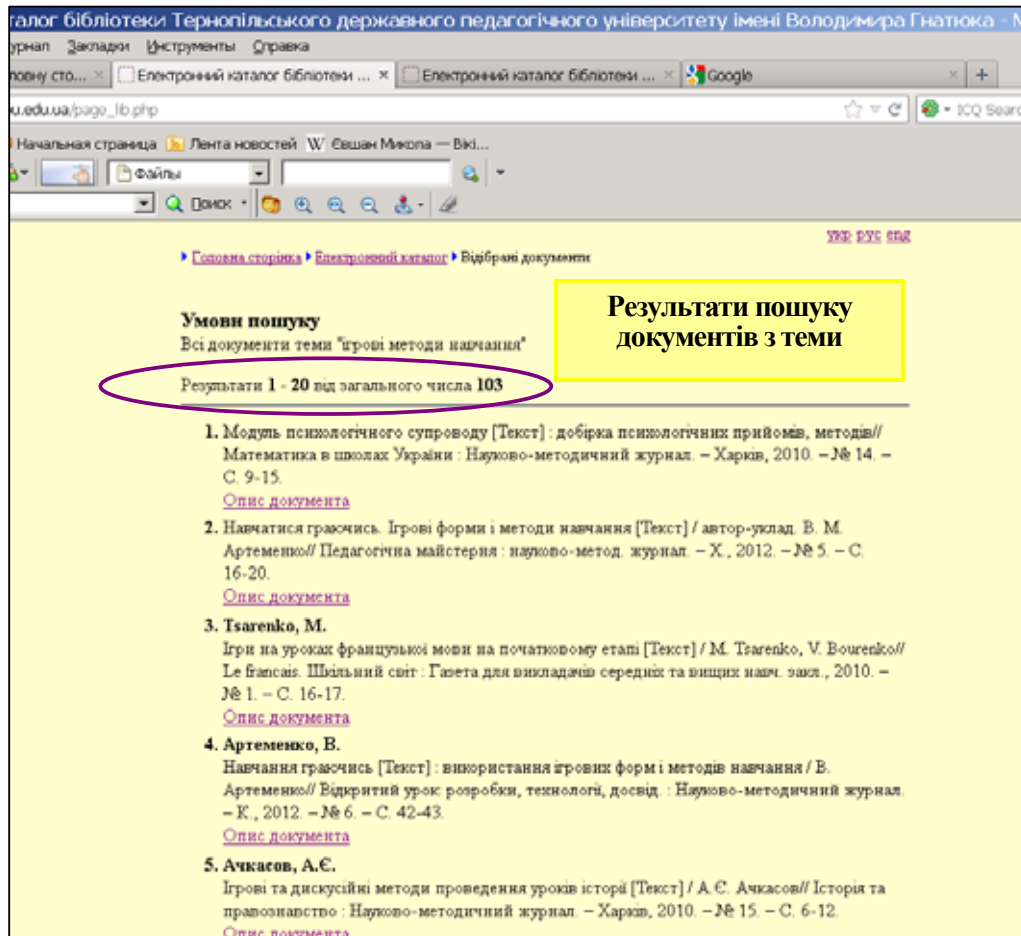 талог бібліотеки Тернопільського державного педагогічного університету імені Володимира Гнатюка - M
урнал Закладки Инструменты Справка
ловну сто... × Електронний каталог бібліотеки ... × Електронний каталог бібліотеки ... × Google × +
u.edu.ua/page_lib.php ICQ Searc
Начальная страница Лента новостей W Євшан Микола — Вікі...
Файлы
Поиск
укр рус eng
Головна сторінка Електронний каталог Відібрані документи
Результати пошуку
документів з теми
Умови пошуку
Всі документи теми "ігрові методи навчання"
Результати 1 - 20 від загального числа 103
1. Модуль психологічного супроводу [Текст] : добірка психологічних прийомів, методів//
Математика в школах України : Науково-методичний журнал. – Харків, 2010. – № 14. –
С. 9-15.
Опис документа
2. Навчатися граючись. Ігрові форми і методи навчання [Текст] / автор-уклад. В. М.
Артеменко// Педагогічна майстерня : науково-метод. журнал. – Х., 2012. – № 5. – С.
16-20.
Опис документа
3. Tsarenko, M.
Ігри на уроках французької мови на початковому етапі [Текст] / M. Tsarenko, V. Bourenko//
Le francais. Шкільний світ : Газета для викладачів середніх та вищих навч. закл., 2010. –
№ 1. – С. 16-17.
Опис документа
4. Артеменко, В.
Навчання граючись [Текст] : використання ігрових форм і методів навчання / В.
Артеменко// Відкритий урок: розробки, технології, досвід. : Науково-методичний журнал.
– К., 2012. – № 6. – С. 42-43.
Опис документа
5. Ачкасов, А.Є.
Ігрові та дискусійні методи проведення уроків історії [Текст] / А.Є. Ачкасов// Історія та
правознавство : Науково-методичний журнал. – Харків, 2010. – № 15. – С. 6-12.
Опис документа